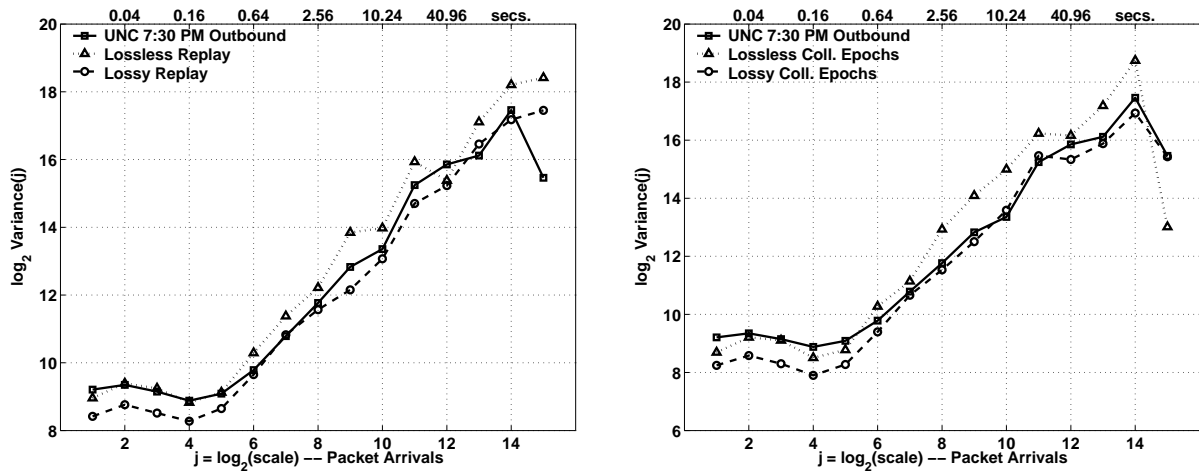 0.04 0.16 0.64 2.56 10.24 40.96 secs.
20
18
16
14
12
10
8
log2 Variance(j)
UNC 7:30 PM Outbound
Lossless Replay
Lossy Replay
2 4 6 8 10 12 14
j = log2(scale) −− Packet Arrivals
0.04 0.16 0.64 2.56 10.24 40.96 secs.
20
18
16
14
12
10
8
6
log2 Variance(j)
UNC 7:30 PM Outbound
Lossless Coll. Epochs
Lossy Coll. Epochs
2 4 6 8 10 12 14
j = log2(scale) −− Packet Arrivals